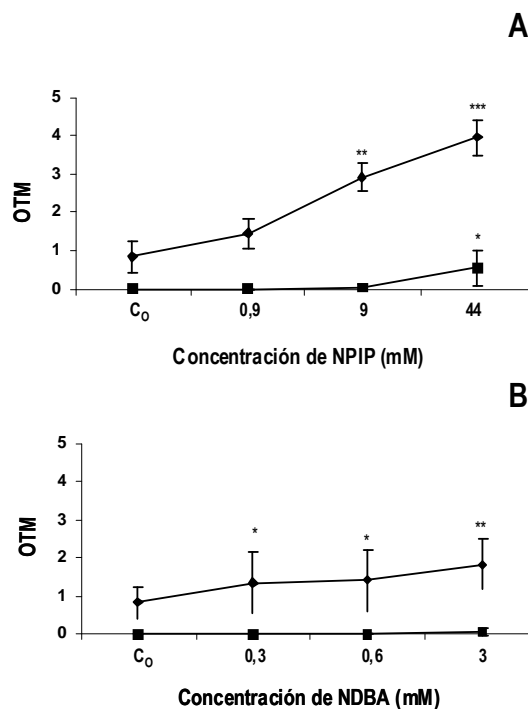 A
***
**
*
5
4
3
2
1
0
OTM
C₀ 0,9 9 44
Concentración de NPIP (mM)
B
* * **
5
4
3
2
1
0
OTM
C₀ 0,3 0,6 3
Concentración de NDBA (mM)